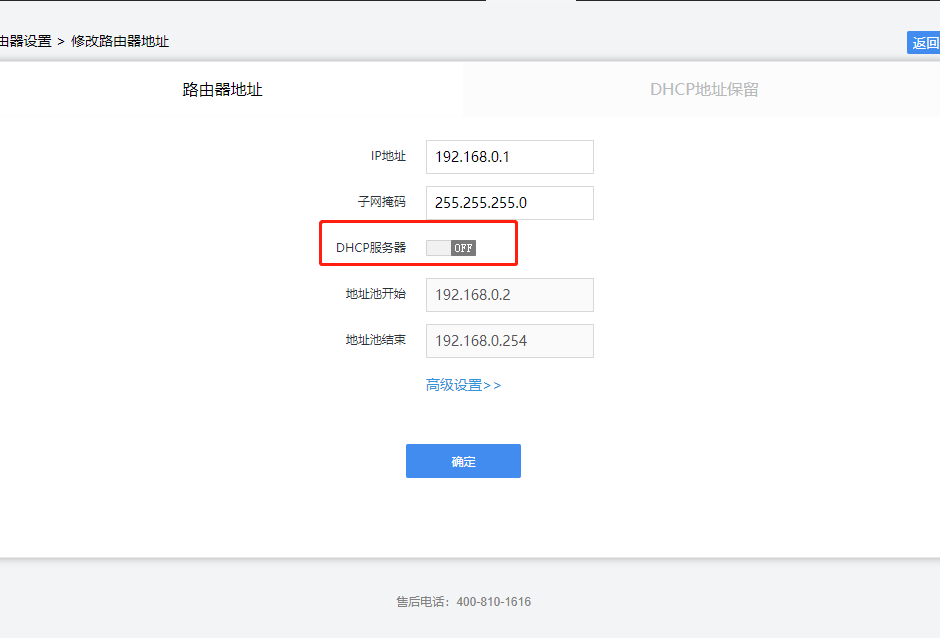 由器设置 > 修改路由器地址
返回
路由器地址
DHCP地址保留
IP地址 192.168.0.1
子网掩码 255.255.255.0
DHCP服务器 OFF
地址池开始 192.168.0.2
地址池结束 192.168.0.254
高级设置>>
确定
售后电话：400-810-1616